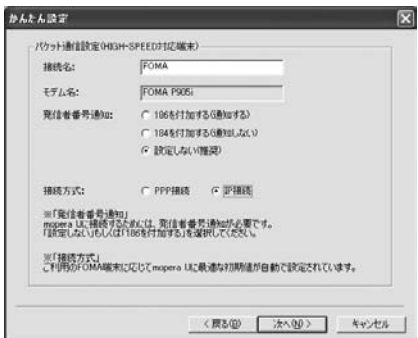 かんたん設定
パケット通信設定(HIGH-SPEED対応端末)
接続名: FOMA
モデム名: FOMA P905i
発信者番号通知: 186を付加する(通知する)
184を付加する(通知しない)
設定しない(推奨)
接続方式: PPP接続 IP接続
※「発信者番号通知」
mopera Uに接続するためには、発信者番号通知が必要です。
「設定しない」もしくは「186を付加する」を選択してください。
※「接続方式」
ご利用のFOMA端末に応じてmopera Uに最適な初期値が自動で設定されています。
< 戻る(B) 次へ(N) > キャンセル